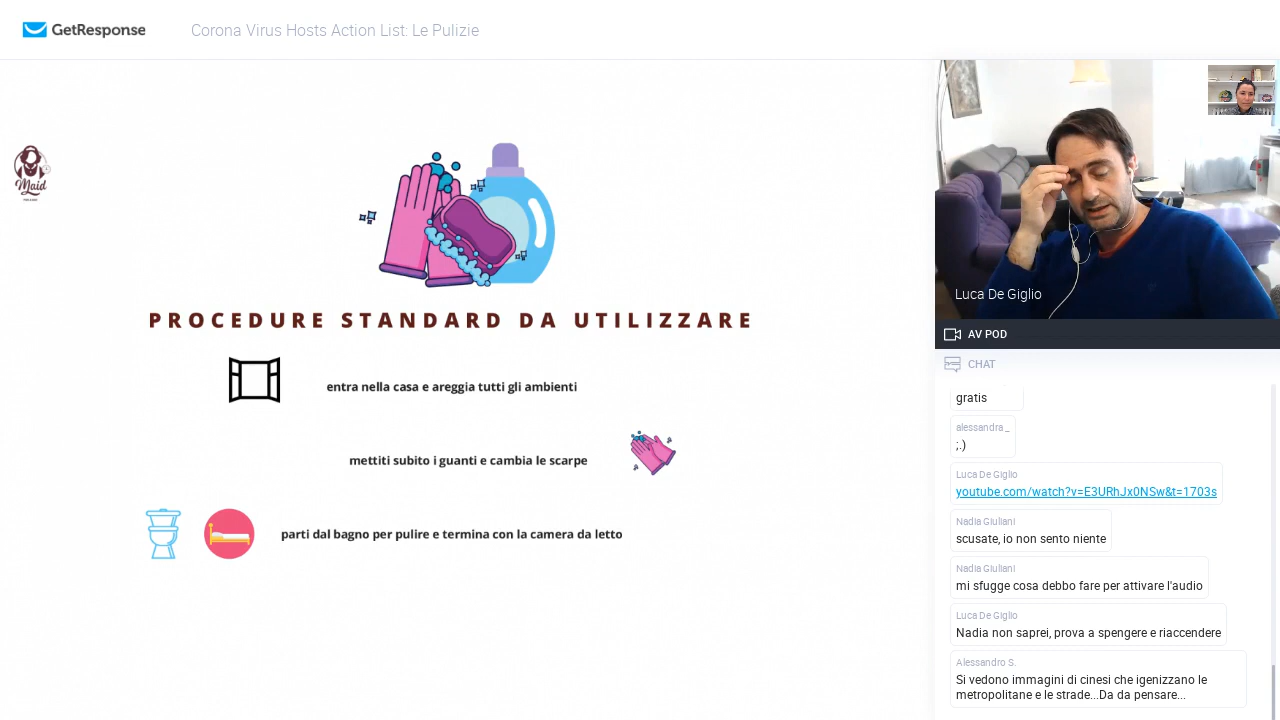 GetResponse
Corona Virus Hosts Action List: Le Pulizie
Maid
PROCEDURE STANDARD DA UTILIZZARE
entra nella casa e areggia tutti gli ambienti
mettiti subito i guanti e cambia le scarpe
parti dal bagno per pulire e termina con la camera da letto
Luca De Giglio
AV POD
CHAT
gratis
alessandra _
;.)
Luca De Giglio
youtube.com/watch?v=E3URhJx0NSw&t=1703s
Nadia Giuliani
scusate, io non sento niente
Nadia Giuliani
mi sfugge cosa debbo fare per attivare l'audio
Luca De Giglio
Nadia non saprei, prova a spengere e riaccendere
Alessandro S.
Si vedono immagini di cinesi che igenizzano le
metropolitane e le strade...Da da pensare...